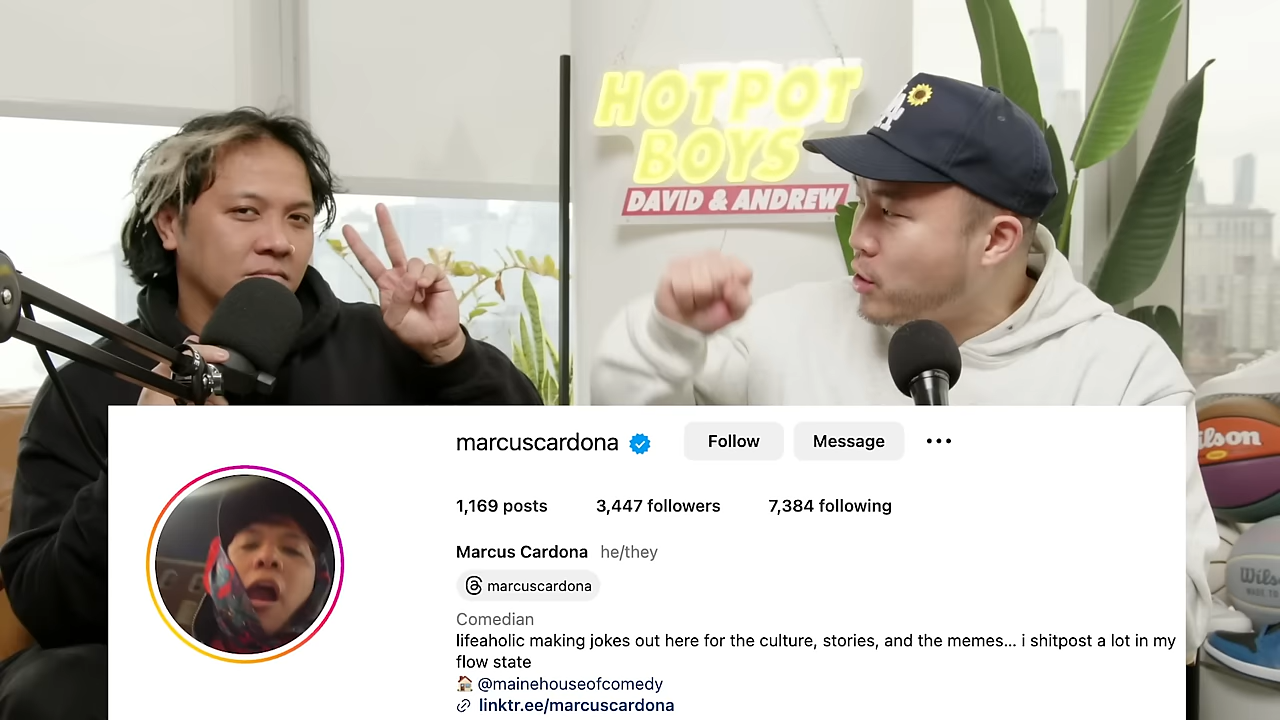 HOT POT
BOYS
DAVID & ANDREW
LA
Wilson
marcuscardona
Follow
Message
1,169 posts
3,447 followers
7,384 following
Marcus Cardona he/they
marcuscardona
Comedian
lifeaholic making jokes out here for the culture, stories, and the memes... i shitpost a lot in my
flow state
@mainehouseofcomedy
linktr.ee/marcuscardona